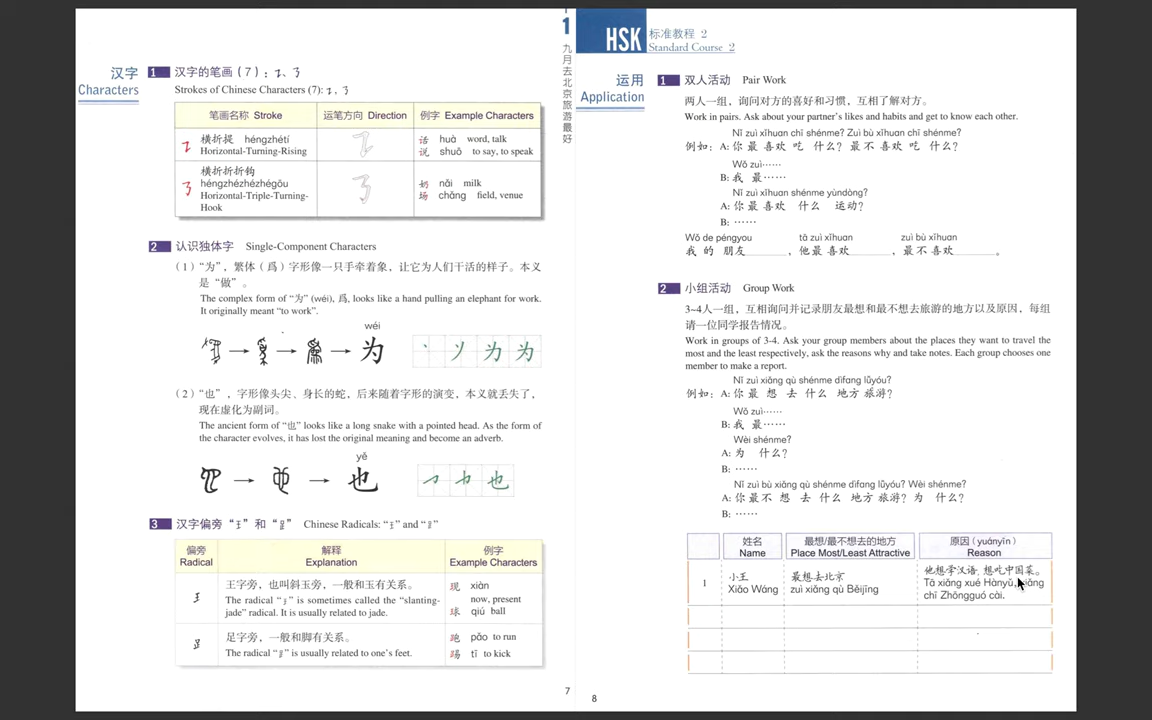 汉字
Characters
1 汉字的笔画（7）：㇊、㇡
Strokes of Chinese Characters (7): ㇊, ㇡
笔画名称 Stroke 运笔方向 Direction 例字 Example Characters
横折提 héngzhétí
Horizontal-Turning-Rising
话 huà word, talk
说 shuō to say, to speak
横折折折钩
héngzhézhézhégōu
Horizontal-Triple-Turning-
Hook
奶 nǎi milk
场 chǎng field, venue
2 认识独体字 Single-Component Characters
（1）“为”，繁体（爲）字形像一只手牵着象，让它为人们干活的样子。本义
是“做”。
The complex form of “为” (wéi), 爲, looks like a hand pulling an elephant for work.
It originally meant “to work”.
wéi
为
（2）“也”，字形像头尖、身长的蛇，后来随着字形的演变，本义就丢失了，
现在虚化为副词。
The ancient form of “也” looks like a long snake with a pointed head. As the form of
the character evolves, it has lost the original meaning and become an adverb.
yě
也
3 汉字偏旁“王”和“⻊” Chinese Radicals: “王” and “⻊”
偏旁 解释 例字
Radical Explanation Example Characters
王
王字旁，也叫斜玉旁，一般和玉有关系。
The radical “王” is sometimes called the “slanting-
jade” radical. It is usually related to jade.
现 xiàn
now, present
球 qiú ball
⻊
足字旁，一般和脚有关系。
The radical “⻊” is usually related to one’s feet.
跑 pǎo to run
踢 tī to kick
7
1
九月去北京旅游最好
HSK 标准教程 2
Standard Course 2
运用
Application
1 双人活动 Pair Work
两人一组，询问对方的喜好和习惯，互相了解对方。
Work in pairs. Ask about your partner’s likes and habits and get to know each other.
Nǐ zuì xǐhuan chī shénme? Zuì bù xǐhuan chī shénme?
例如：A: 你 最 喜欢 吃 什么？最 不 喜欢 吃 什么？
Wǒ zuì……
B: 我 最……
Nǐ zuì xǐhuan shénme yùndòng?
A: 你 最 喜欢 什么 运动？
B: ……
Wǒ de péngyou tā zuì xǐhuan zuì bù xǐhuan
我 的 朋友______，他 最 喜欢______，最 不 喜欢______。
2 小组活动 Group Work
3~4人一组，互相询问并记录朋友最想和最不想去旅游的地方以及原因，每组
请一位同学报告情况。
Work in groups of 3-4. Ask your group members about the places they want to travel the
most and the least respectively, ask the reasons why and take notes. Each group chooses one
member to make a report.
Nǐ zuì xiǎng qù shénme dìfang lǚyóu?
例如：A: 你 最 想 去 什么 地方 旅游？
Wǒ zuì……
B: 我 最……
Wèi shénme?
A: 为 什么？
B: ……
Nǐ zuì bù xiǎng qù shénme dìfang lǚyóu? Wèi shénme?
A: 你 最不 想 去 什么 地方 旅游？为 什么？
B: ……
姓名 最想/最不想去的地方 原因（yuányīn）
Name Place Most/Least Attractive Reason
1
小王
Xiǎo Wáng
最想去北京
zuì xiǎng qù Běijīng
他想学汉语，想吃中国菜。
Tā xiǎng xué Hànyǔ, xiǎng
chī Zhōngguó cài.
8